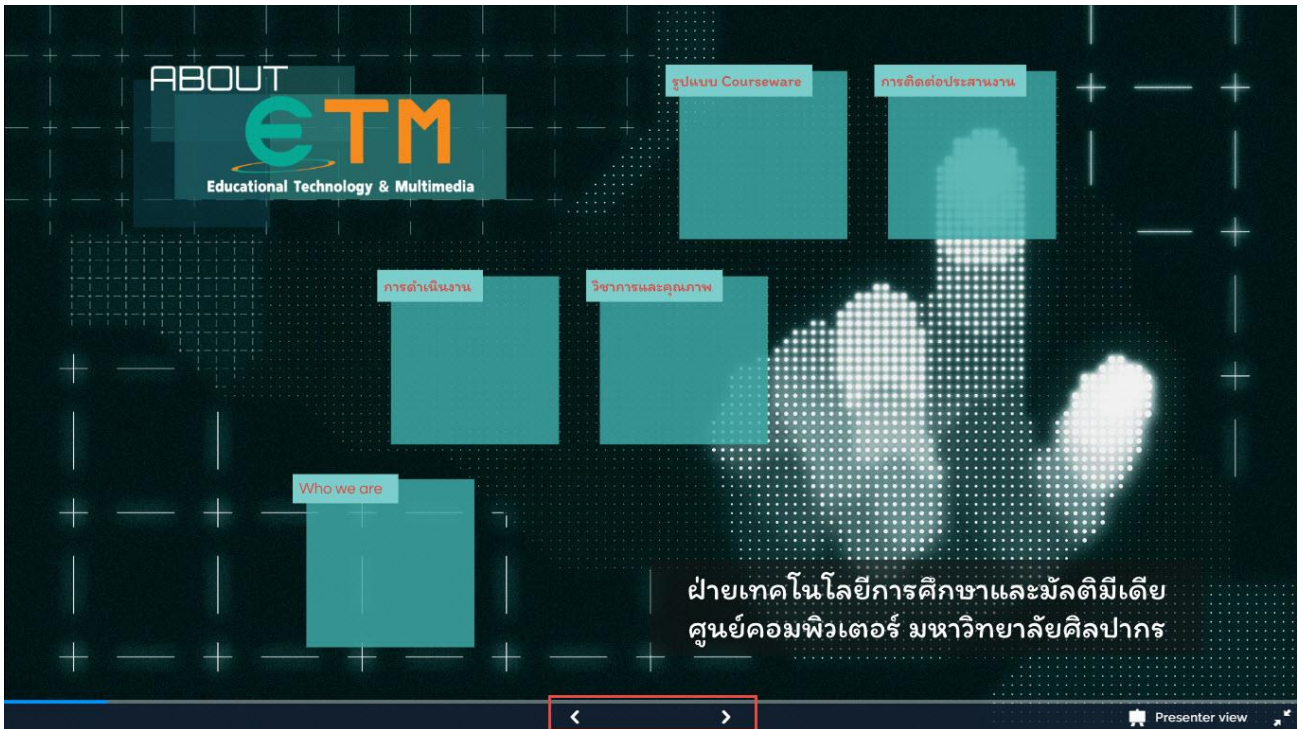 ABOUT
eTM
Educational Technology & Multimedia
รูปแบบ Courseware
การติดต่อประสานงาน
การดำเนินงาน
วิชาการและคุณภาพ
Who we are
ฝ่ายเทคโนโลยีการศึกษาและมัลติมีเดีย
ศูนย์คอมพิวเตอร์ มหาวิทยาลัยศิลปากร
Presenter view